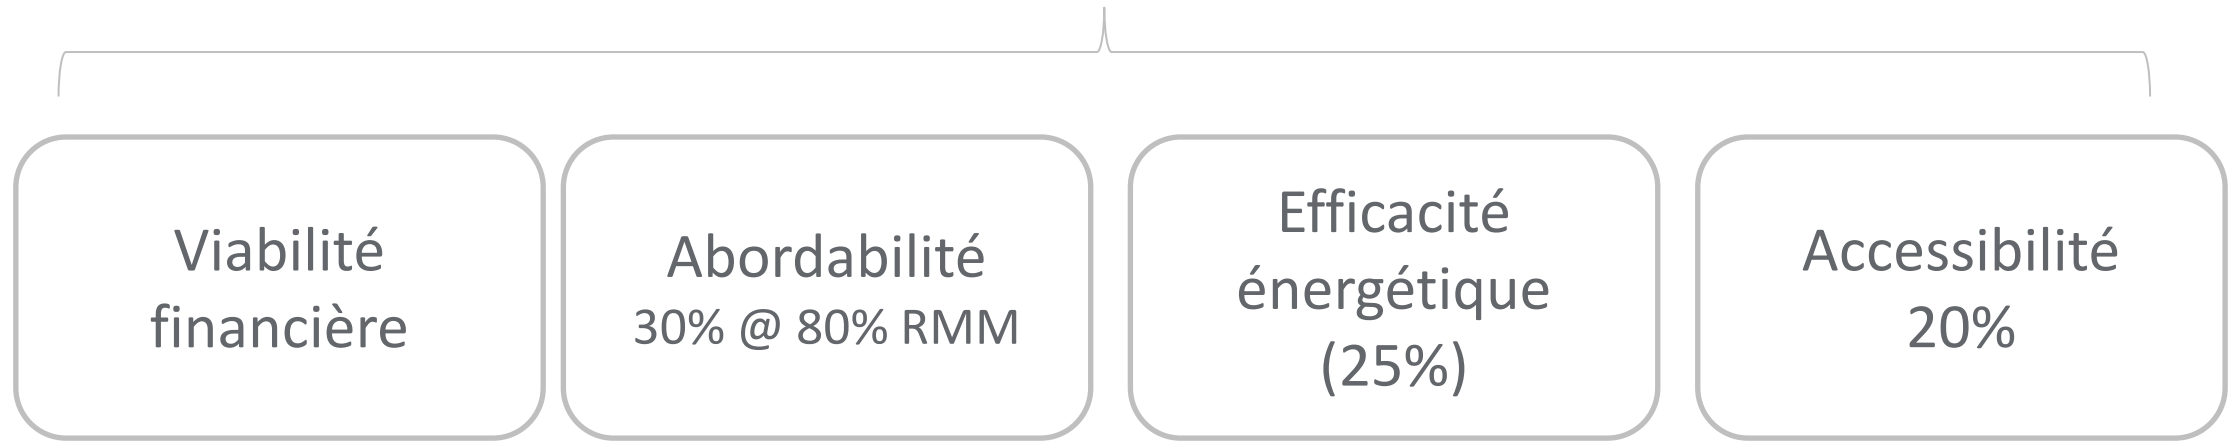 Viabilité
financière
Abordabilité
30% @ 80% RMM
Efficacité
énergétique
(25%)
Accessibilité
20%